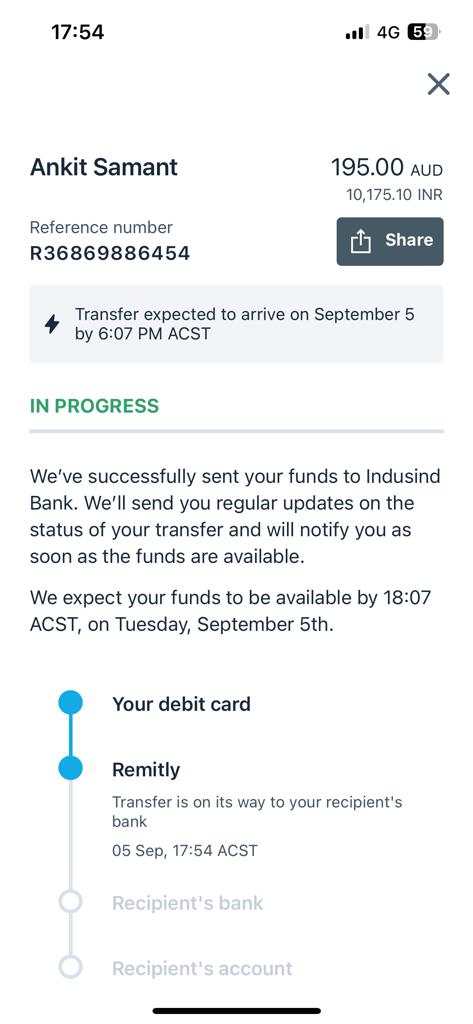 17:54
4G 59
Ankit Samant
195.00 AUD
10,175.10 INR
Reference number
R36869886454
Share
Transfer expected to arrive on September 5
by 6:07 PM ACST
IN PROGRESS
We’ve successfully sent your funds to Indusind
Bank. We’ll send you regular updates on the
status of your transfer and will notify you as
soon as the funds are available.
We expect your funds to be available by 18:07
ACST, on Tuesday, September 5th.
Your debit card
Remitly
Transfer is on its way to your recipient's
bank
05 Sep, 17:54 ACST
Recipient's bank
Recipient's account